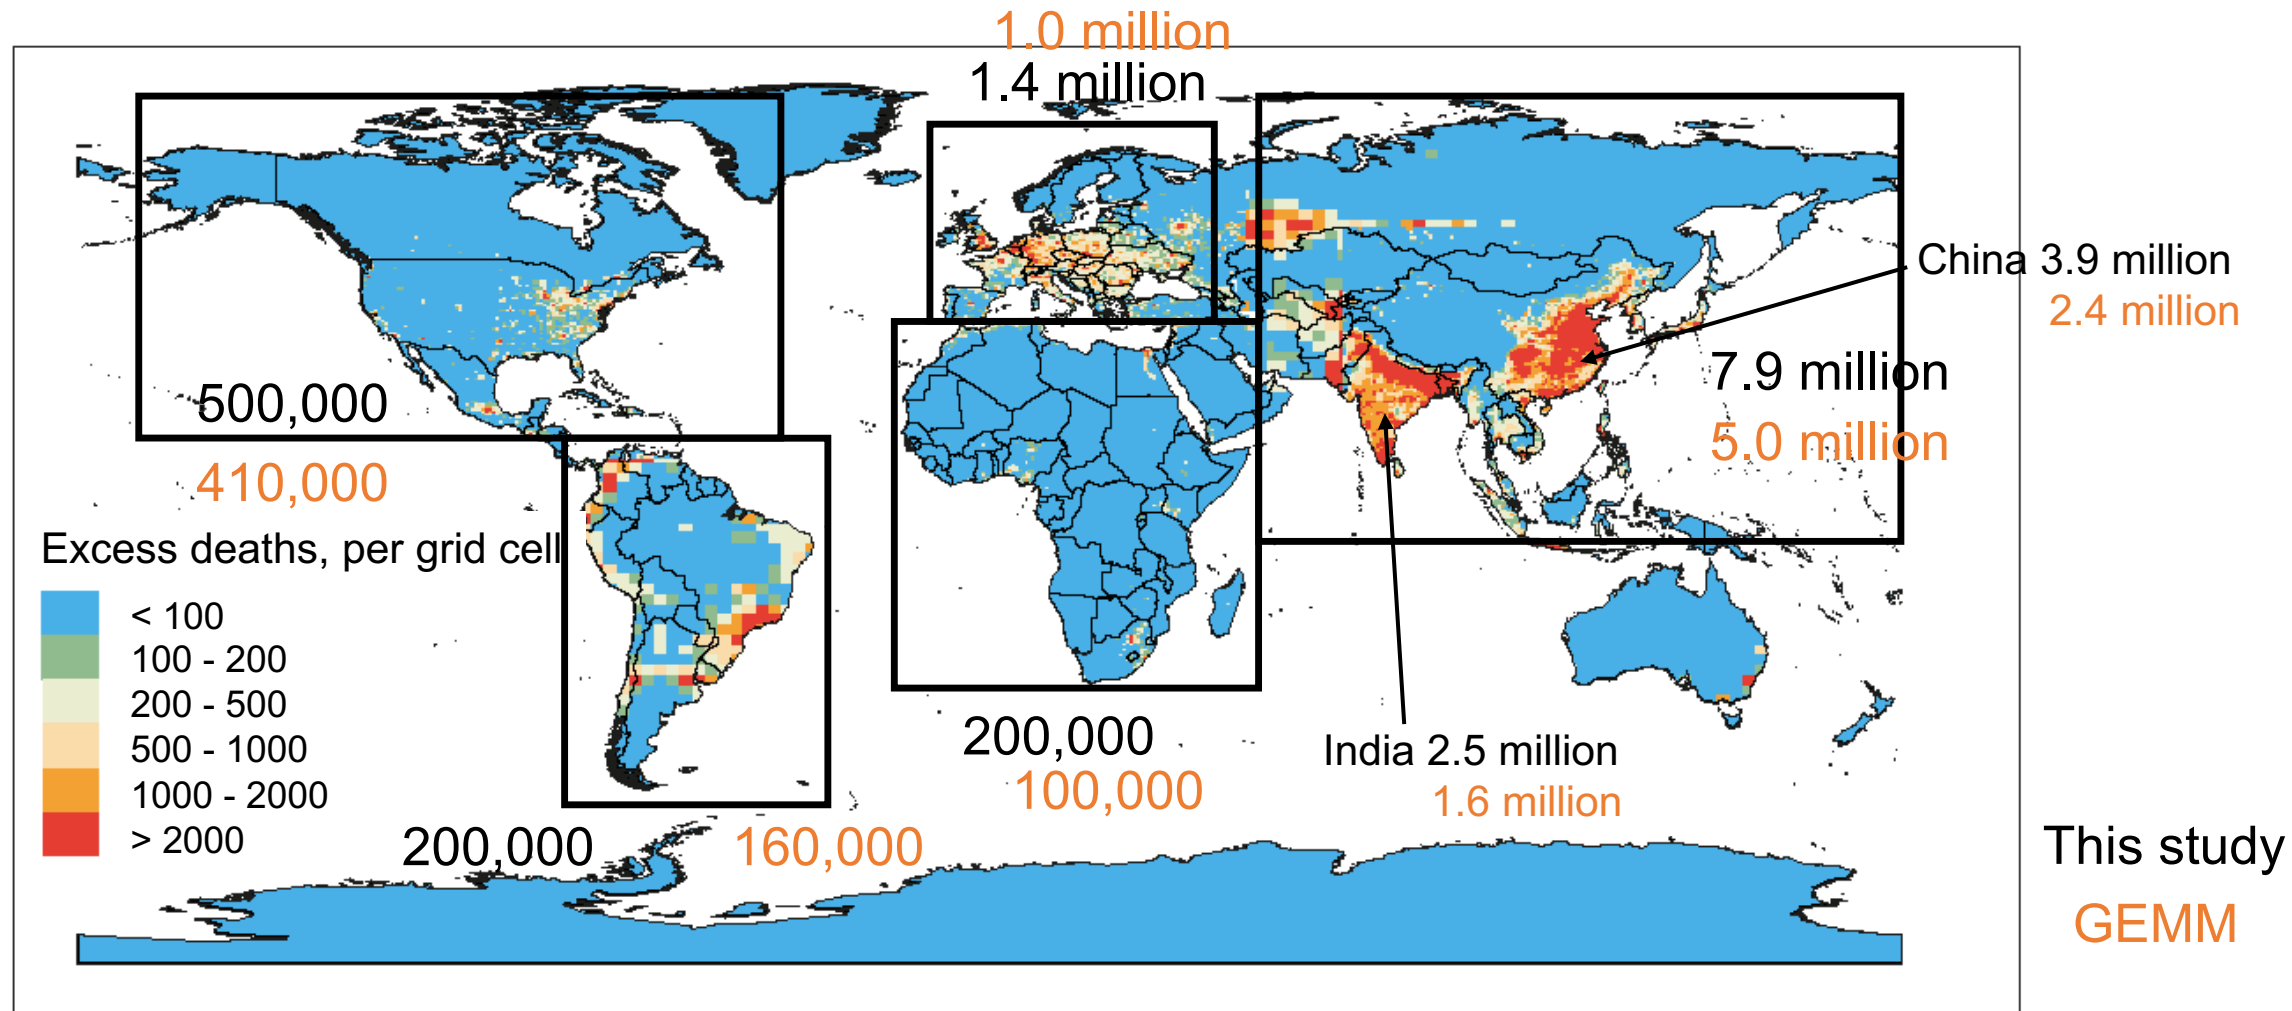 1.0 million
1.4 million
China 3.9 million
2.4 million
7.9 million
5.0 million
500,000
410,000
Excess deaths, per grid cell
< 100
100 - 200
200 - 500
500 - 1000
1000 - 2000
> 2000
200,000
100,000
India 2.5 million
1.6 million
200,000
160,000
This study
GEMM